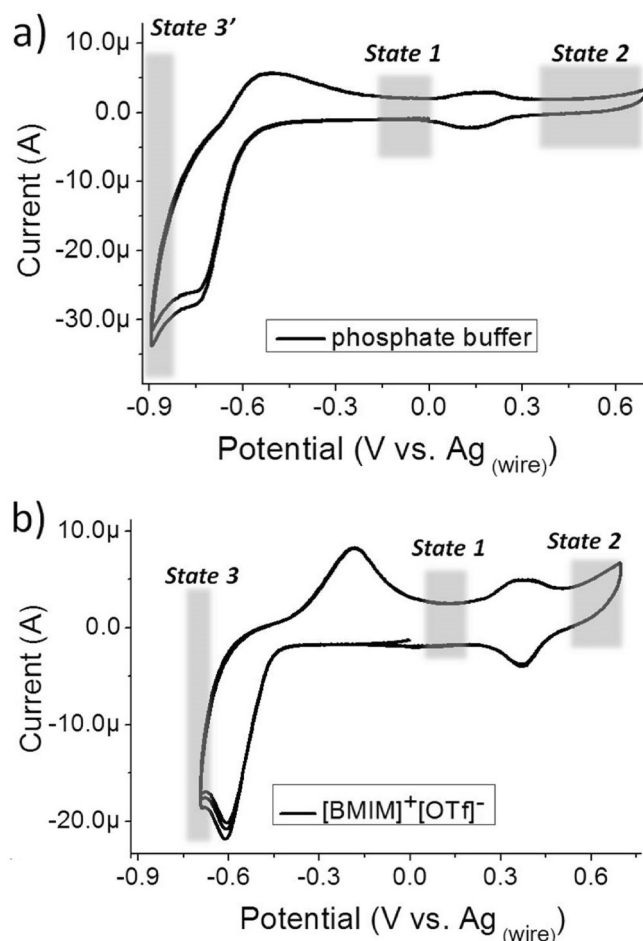 a)
State 3’
State 1
State 2
10.0µ
0.0
-10.0µ
-20.0µ
-30.0µ
Current (A)
phosphate buffer
-0.9 -0.6 -0.3 0.0 0.3 0.6
Potential (V vs. Ag (wire))
b)
State 3
State 1
State 2
10.0µ
0.0
-10.0µ
-20.0µ
Current (A)
[BMIM]+[OTf]-
-0.9 -0.6 -0.3 0.0 0.3 0.6
Potential (V vs. Ag (wire))